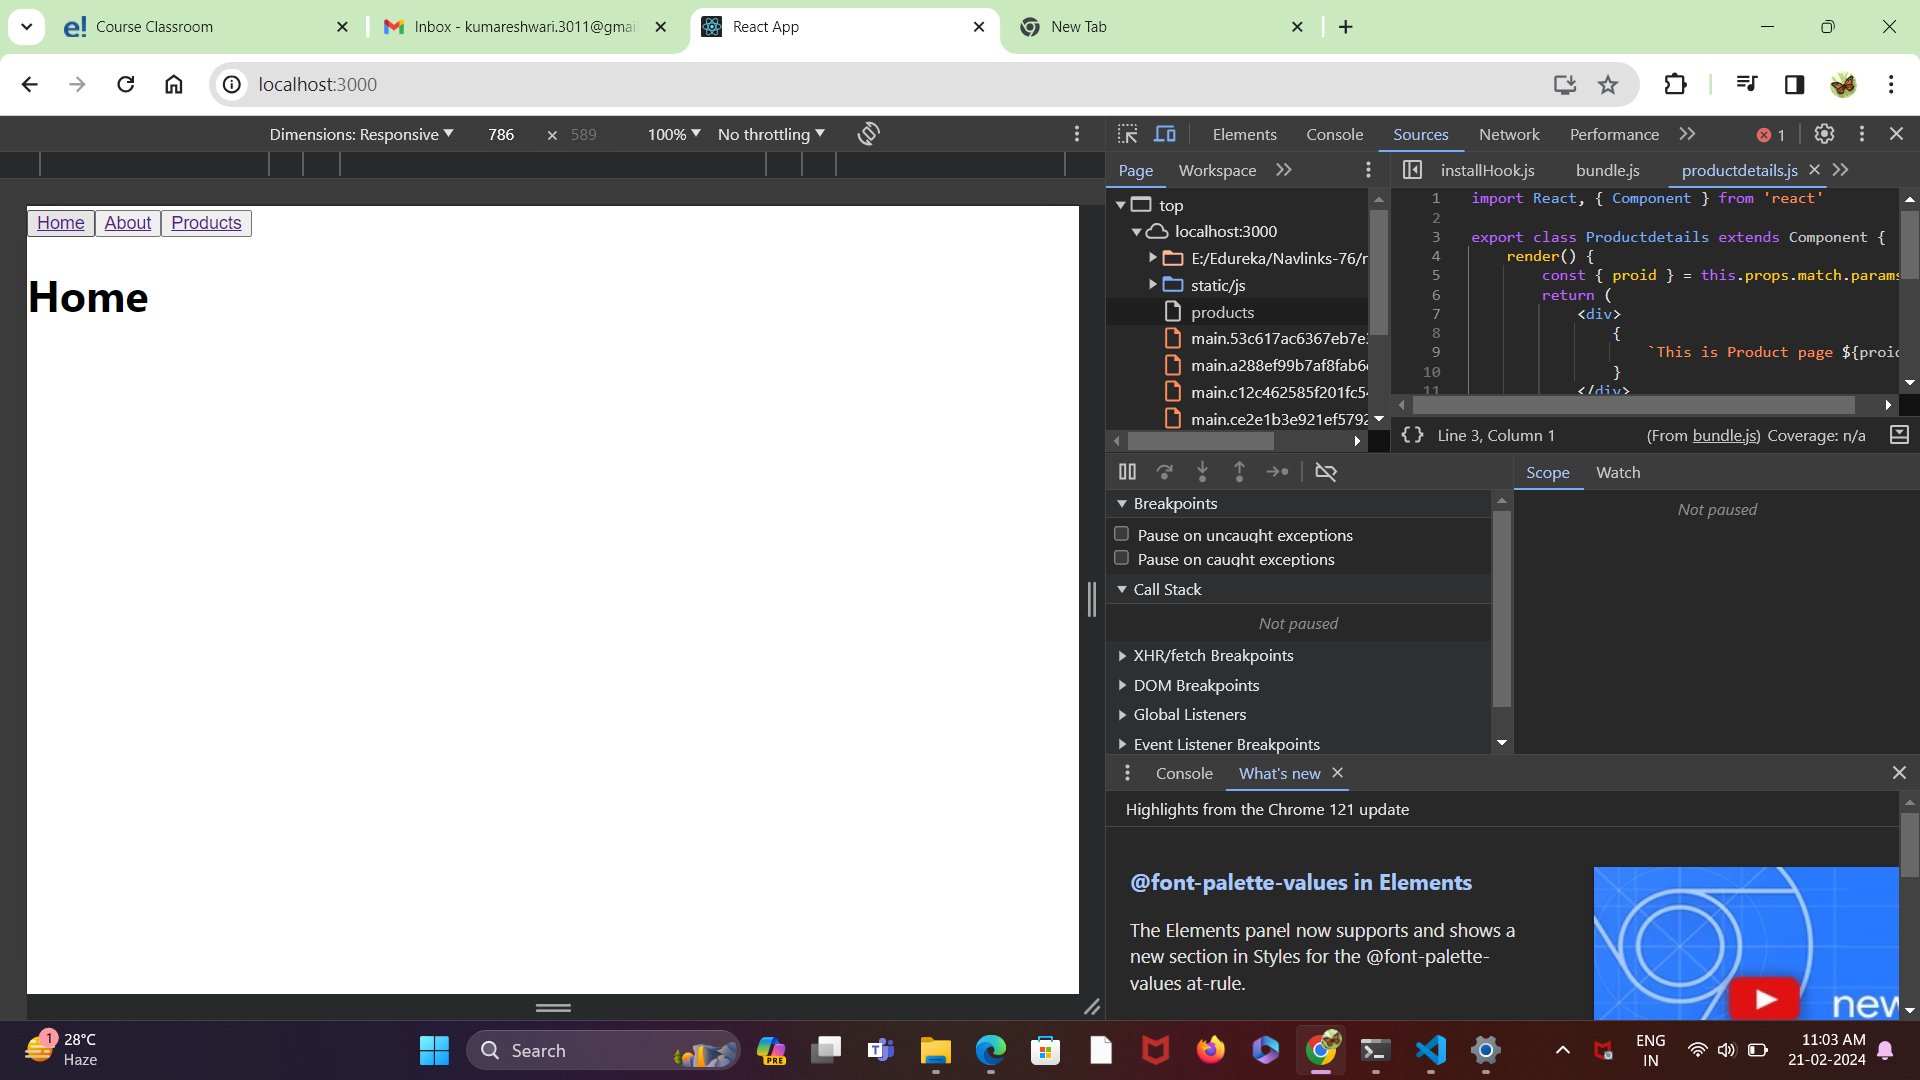 Course Classroom
Inbox - kumareshwari.3011@gmai
React App
New Tab
localhost:3000
Dimensions: Responsive
786
×
589
100%
No throttling
Elements
Console
Sources
Network
Performance
1
Page
Workspace
installHook.js
bundle.js
productdetails.js
Home
About
Products
Home
top
localhost:3000
E:/Edureka/Navlinks-76/r
static/js
products
main.53c617ac6367eb7e
main.a288ef99b7af8fab6
main.c12c462585f201fc5
main.ce2e1b3e921ef5792
1 import React, { Component } from 'react'
2
3 export class Productdetails extends Component {
4 render() {
5 const { proid } = this.props.match.params
6 return (
7 <div>
8 {
9 `This is Product page ${proid
10 }
11 </div>
Line 3, Column 1
(From bundle.js) Coverage: n/a
Scope
Watch
Not paused
Breakpoints
Pause on uncaught exceptions
Pause on caught exceptions
Call Stack
Not paused
XHR/fetch Breakpoints
DOM Breakpoints
Global Listeners
Event Listener Breakpoints
Console
What's new
Highlights from the Chrome 121 update
@font-palette-values in Elements
The Elements panel now supports and shows a
new section in Styles for the @font-palette-
values at-rule.
new
1
28°C
Haze
Search
PRE
ENG
IN
11:03 AM
21-02-2024